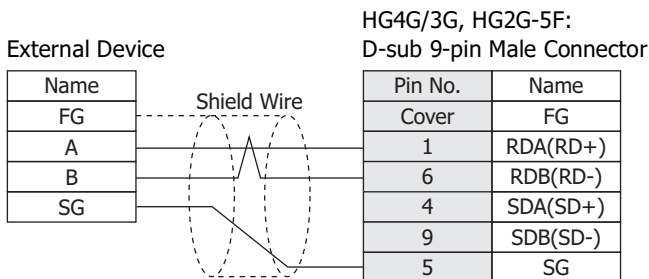 HG4G/3G, HG2G-5F:
External Device
D-sub 9-pin Male Connector
Name
Shield Wire
Pin No.
Name
FG
Cover
FG
A
1
RDA(RD+)
B
6
RDB(RD-)
SG
4
SDA(SD+)
9
SDB(SD-)
5
SG